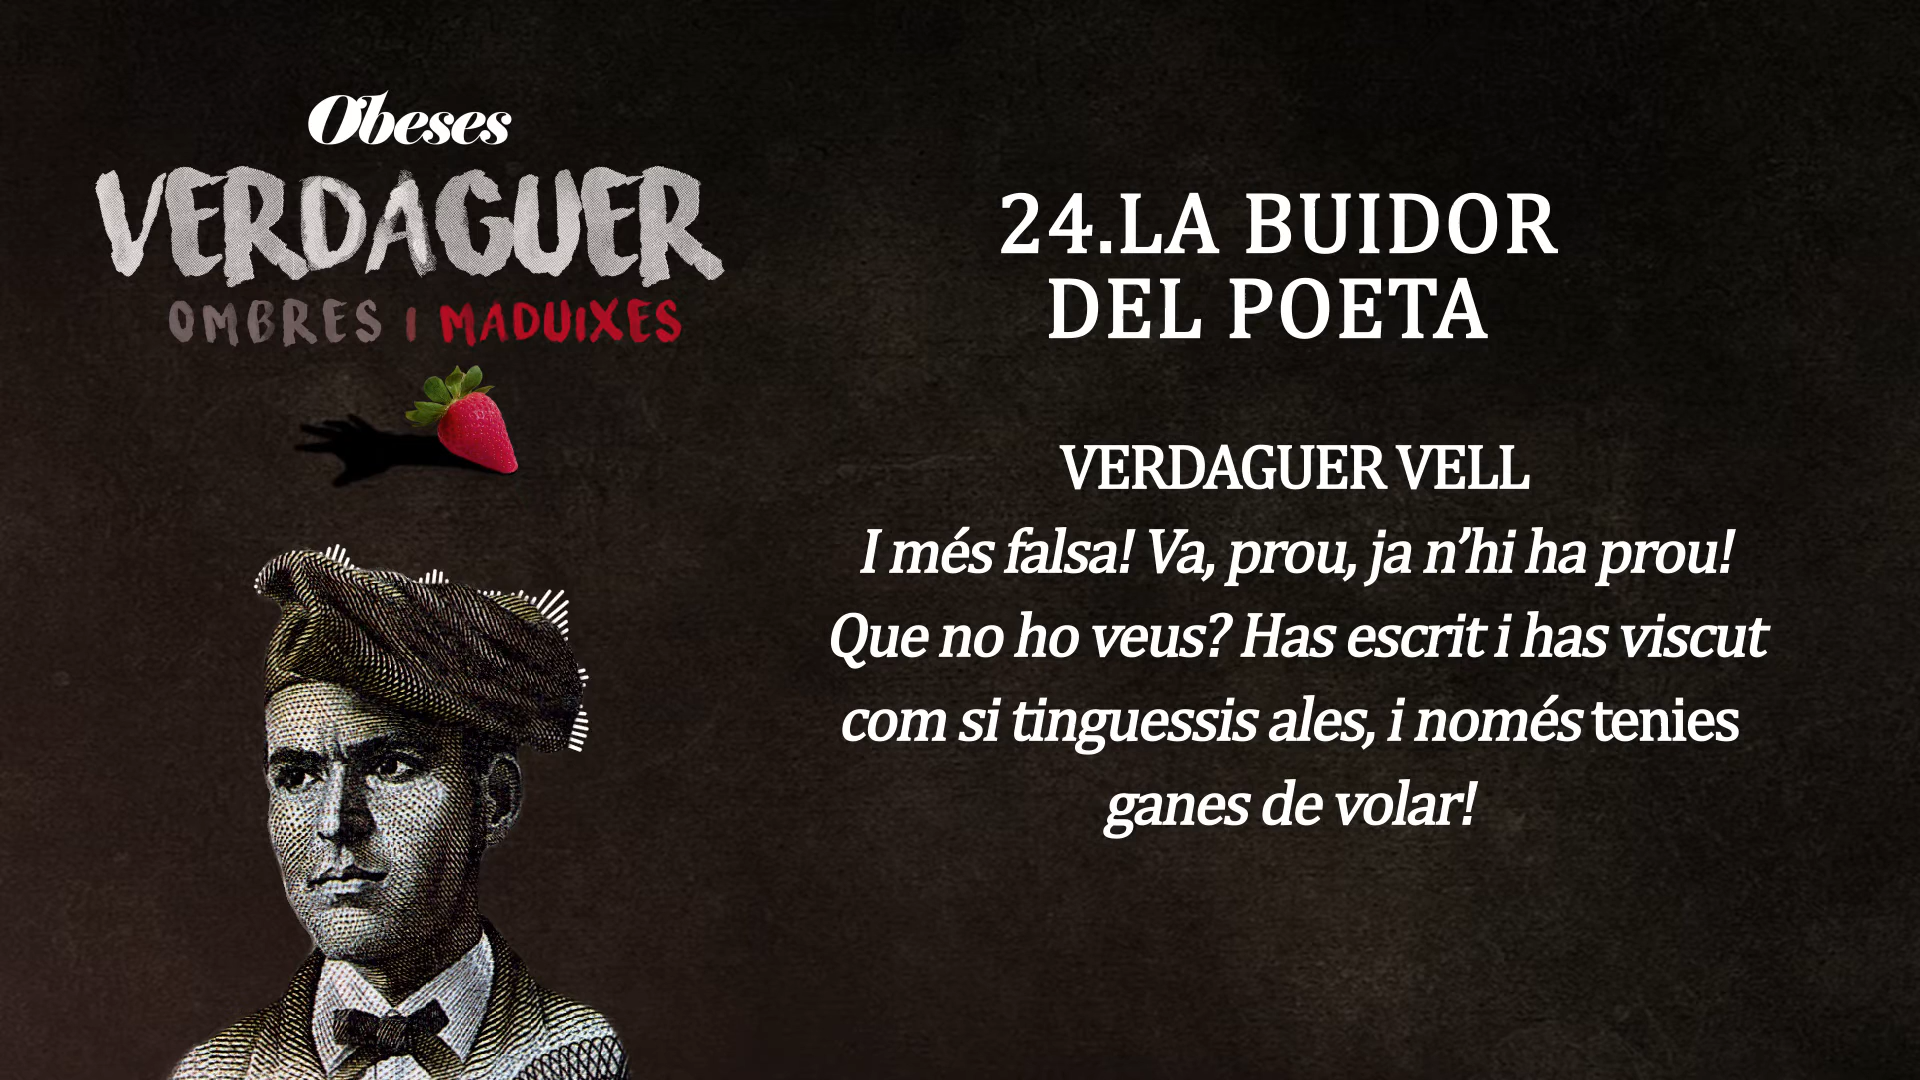 Obeses
VERDAGUER
OMBRES I MADUIXES
24.LA BUIDOR
DEL POETA
VERDAGUER VELL
I més falsa! Va, prou, ja n’hi ha prou!
Que no ho veus? Has escrit i has viscut
com si tinguessis ales, i només tenies
ganes de volar!